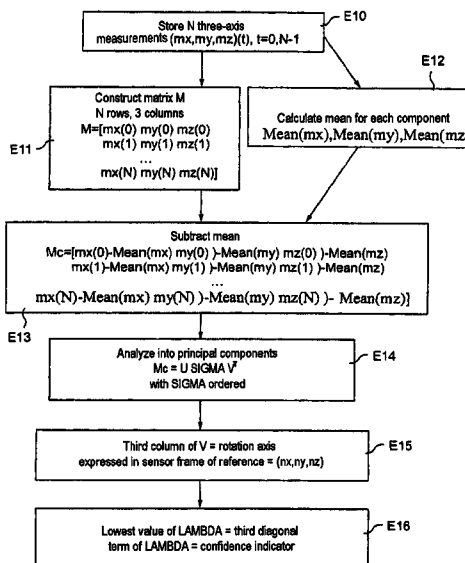 E10
Store N three-axis
measurements (mx,my,mz)(t), t=0,N-1
E12
Construct matrix M
N rows, 3 columns
M=[mx(0) my(0) mz(0)
mx(1) my(1) mz(1)
...
mx(N) my(N) mz(N)]
E11
Calculate mean for each component
Mean(mx),Mean(my),Mean(mz
Subtract mean
Mc=[mx(0)-Mean(mx) my(0) )-Mean(my) mz(0) )-Mean(mz)
mx(1)-Mean(mx) my(1) )-Mean(my) mz(1) )-Mean(mz)
...
mx(N)-Mean(mx) my(N) )-Mean(my) mz(N) )- Mean(mz)]
E13
Analyze into principal components
Mc = U SIGMA V^T
with SIGMA ordered
E14
Third column of V = rotation axis
expressed in sensor frame of reference = (nx,ny,nz)
E15
Lowest value of LAMBDA = third diagonal
term of LAMBDA = confidence indicator
E16